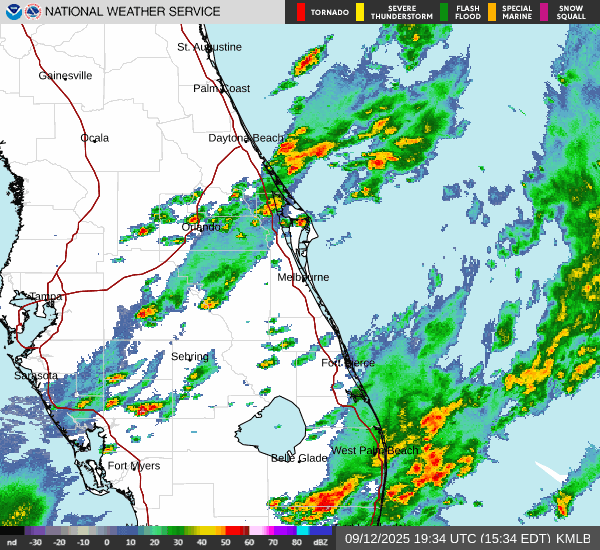 NATIONAL WEATHER SERVICE
TORNADO
SEVERE THUNDERSTORM
FLASH FLOOD
SPECIAL MARINE
SNOW SQUALL
St. Augustine
Gainesville
Palm Coast
Ocala
Daytona Beach
Orlando
Melbourne
Tampa
Sebring
Fort Pierce
Sarasota
West Palm Beach
Belle Glade
Fort Myers
nd -30 -20 -10 0 10 20 30 40 50 60 70 80 dBZ
09/12/2025 19:34 UTC (15:34 EDT) KMLB